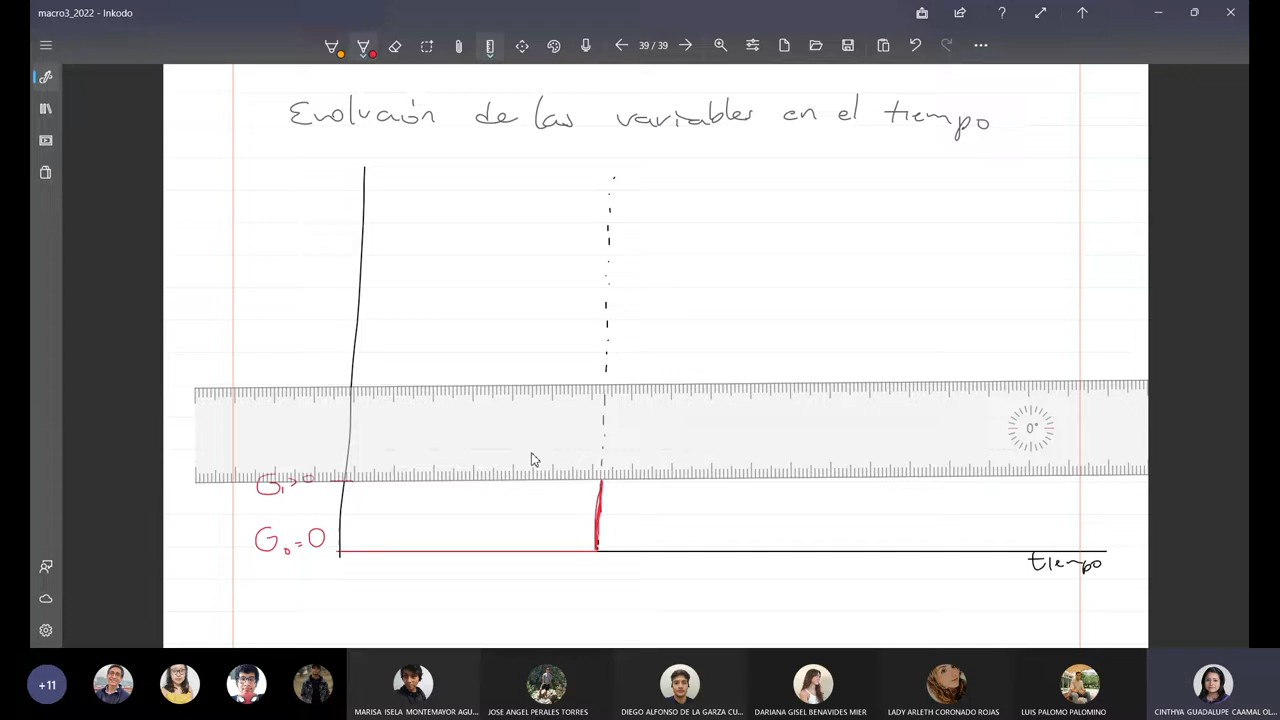 macro3_2022 - Inkodo
39 / 39
Evolución de las variables en el tiempo
0°
G₁>0
G₀=0
tiempo
+11
MARISA ISELA MONTEMAYOR AGU...
JOSE ANGEL PERALES TORRES
DIEGO ALFONSO DE LA GARZA CU...
DARIANA GISEL BENAVIDES MIER
LADY ARLETH CORONADO ROJAS
LUIS PALOMO PALOMINO
CINTHYA GUADALUPE CAAMAL OL...